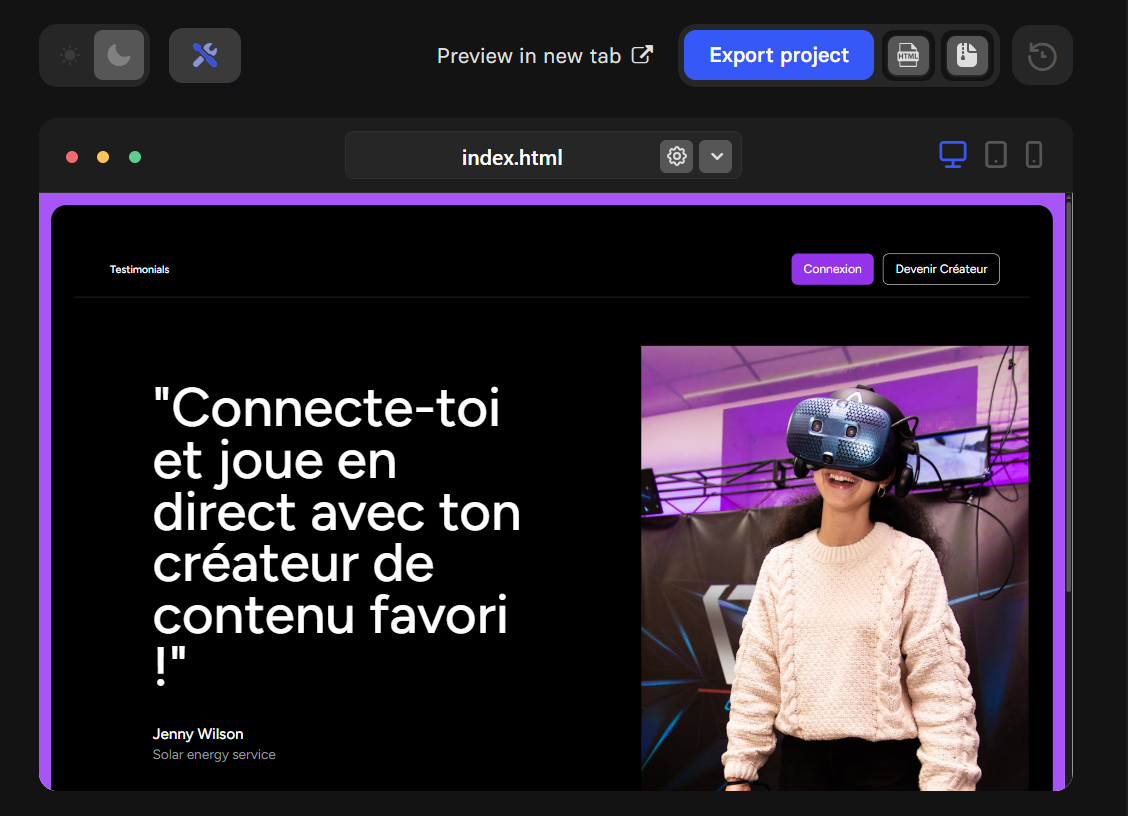 Preview in new tab
Export project
HTML
index.html
Testimonials
Connexion
Devenir Créateur
"Connecte-toi
et joue en
direct avec ton
créateur de
contenu favori
!"
Jenny Wilson
Solar energy service